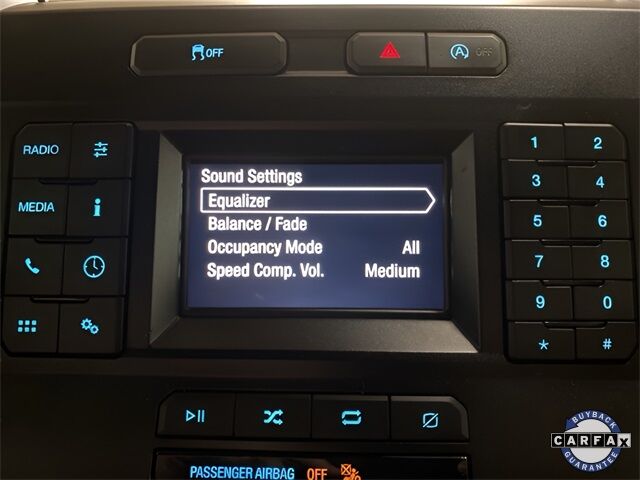 OFF
A OFF
RADIO
MEDIA
i
Sound Settings
Equalizer
Balance / Fade
Occupancy Mode All
Speed Comp. Vol. Medium
1 2
3 4
5 6
7 8
9 0
* #
PASSENGER AIRBAG OFF
BUYBACK
CARFAX
GUARANTEE